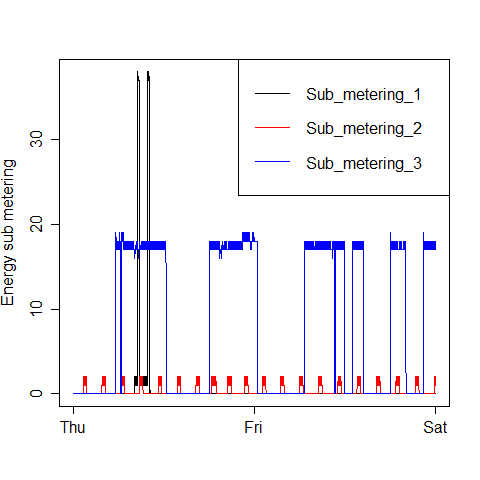 Sub_metering_1
Sub_metering_2
Sub_metering_3
Energy sub metering
30
20
10
0
Thu Fri Sat